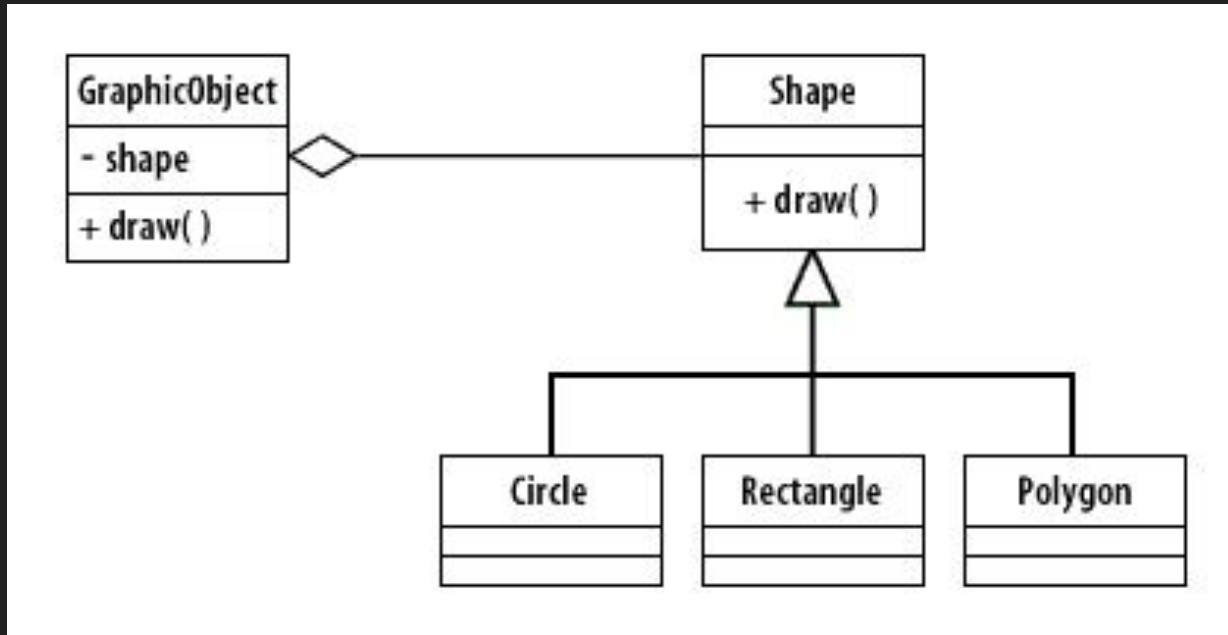 GraphicObject
- shape
+ draw( )
Shape
+ draw( )
Circle
Rectangle
Polygon